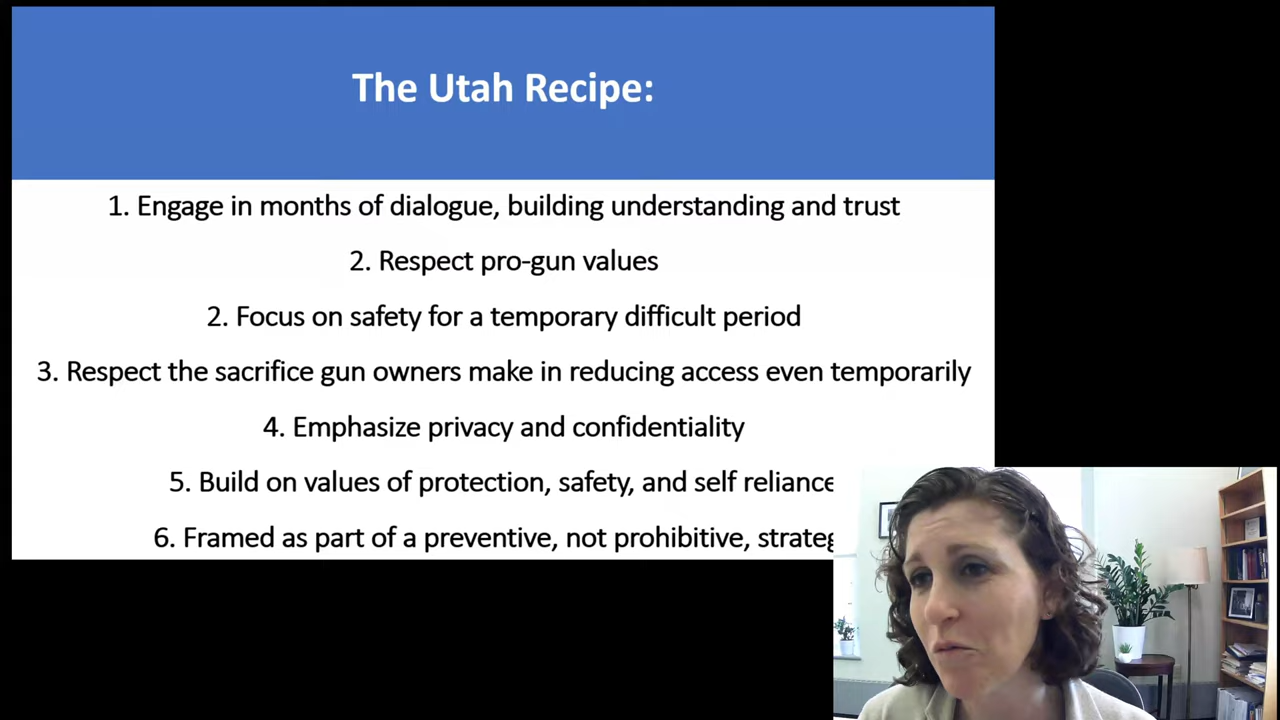 The Utah Recipe:
1. Engage in months of dialogue, building understanding and trust
2. Respect pro-gun values
2. Focus on safety for a temporary difficult period
3. Respect the sacrifice gun owners make in reducing access even temporarily
4. Emphasize privacy and confidentiality
5. Build on values of protection, safety, and self reliance
6. Framed as part of a preventive, not prohibitive,